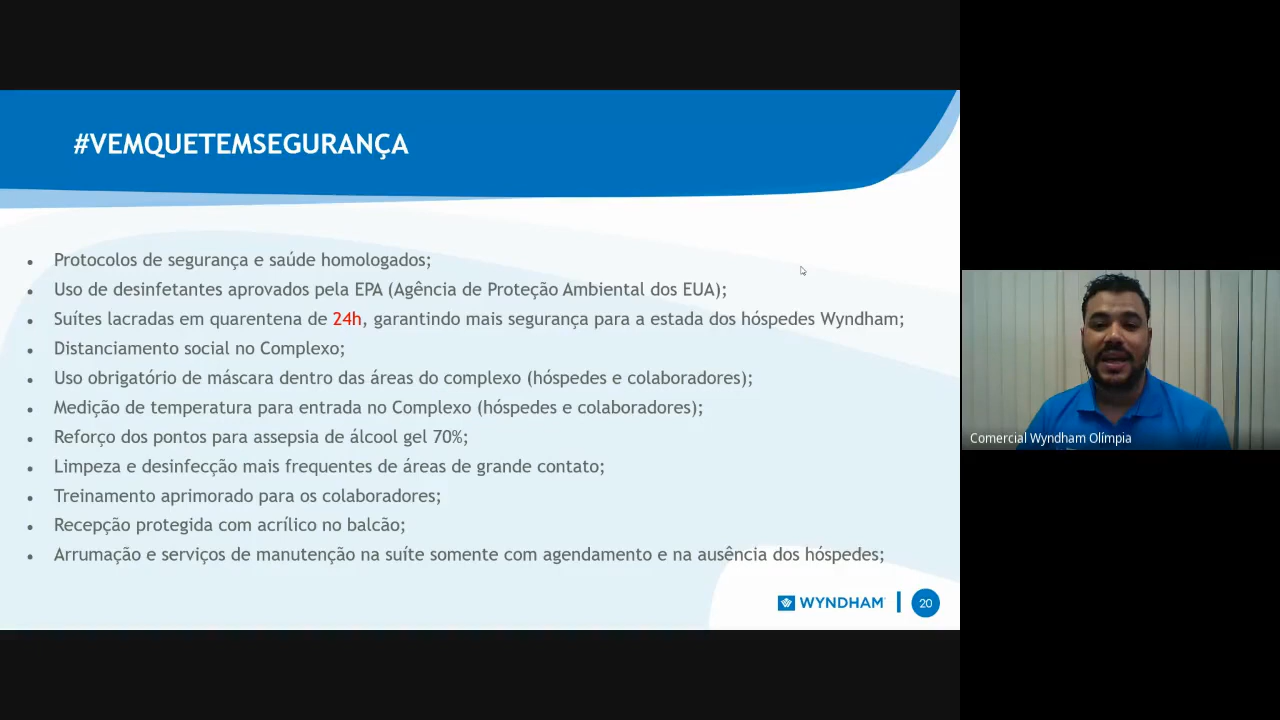 #VEMQUETEMSEGURANÇA
• Protocolos de segurança e saúde homologados;
• Uso de desinfetantes aprovados pela EPA (Agência de Proteção Ambiental dos EUA);
• Suítes lacradas em quarentena de 24h, garantindo mais segurança para a estada dos hóspedes Wyndham;
• Distanciamento social no Complexo;
• Uso obrigatório de máscara dentro das áreas do complexo (hóspedes e colaboradores);
• Medição de temperatura para entrada no Complexo (hóspedes e colaboradores);
• Reforço dos pontos para assepsia de álcool gel 70%;
• Limpeza e desinfecção mais frequentes de áreas de grande contato;
• Treinamento aprimorado para os colaboradores;
• Recepção protegida com acrílico no balcão;
• Arrumação e serviços de manutenção na suíte somente com agendamento e na ausência dos hóspedes;
WYNDHAM 20
Comercial Wyndham Olímpia